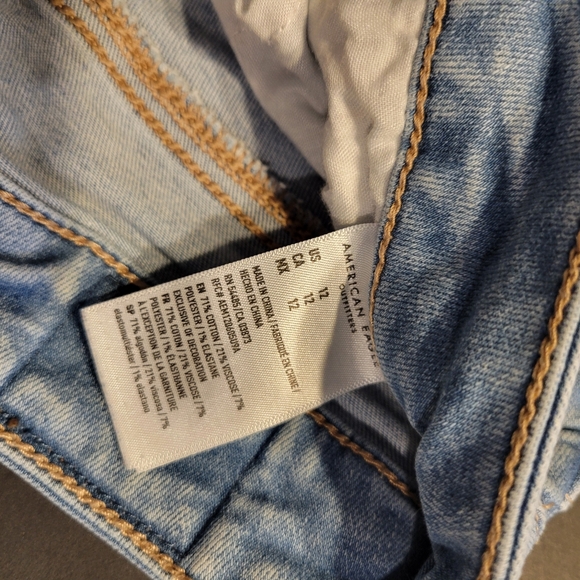 AMERICAN EAGLE
OUTFITTERS
US 12
CA 12
MX 12
MADE IN CHINA / FABRIQUÉ EN CHINE /
HECHO EN CHINA
RN 54485/CA 03873
RFC# AEM1206050YA
EN 71% COTTON / 21% VISCOSE / 7%
POLYESTER / 1% ELASTANE
EXCLUSIVE OF DECORATION
FR 71% COTON / 21% VISCOSE / 7%
POLYESTER / 1% ÉLASTHANNE
À L'EXCEPTION DE LA GARNITURE
SP 71% algodón / 21% viscosa / 7%
elastomultiéster / 1% elastano